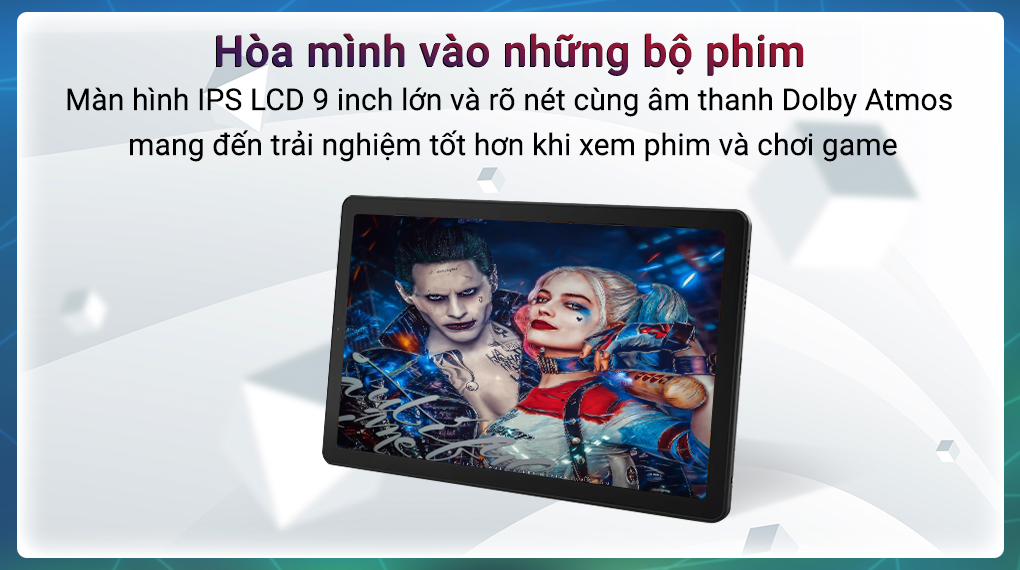 Hòa mình vào những bộ phim
Màn hình IPS LCD 9 inch lớn và rõ nét cùng âm thanh Dolby Atmos
mang đến trải nghiệm tốt hơn khi xem phim và chơi game